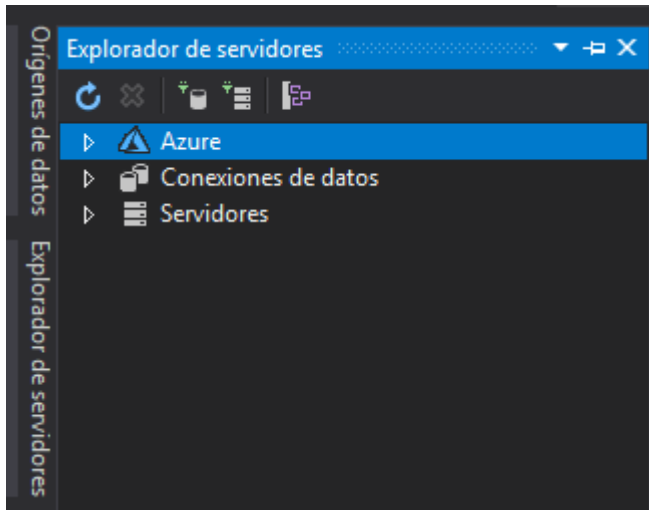 Orígenes de datos
Explorador de servidores
Explorador de servidores
Azure
Conexiones de datos
Servidores